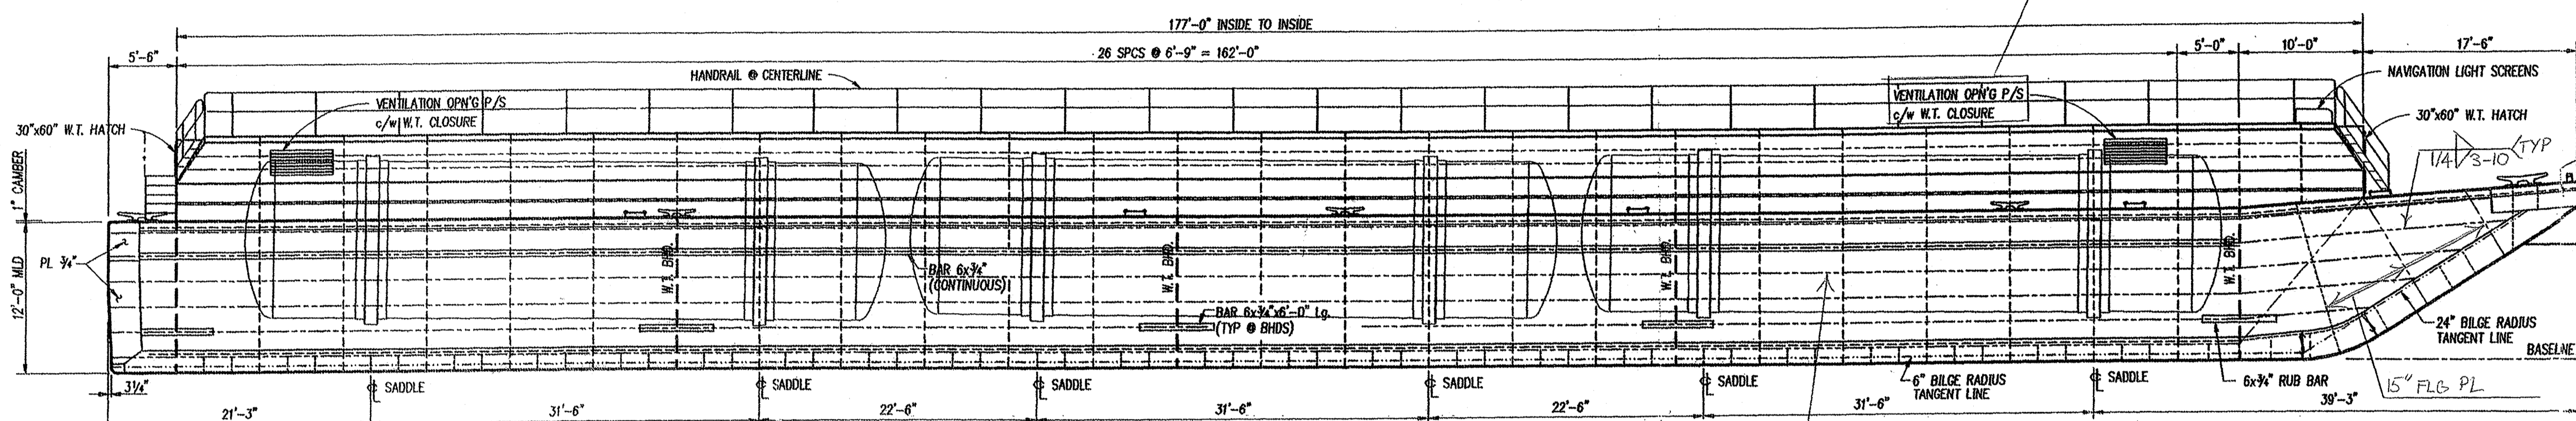 177'-0" INSIDE TO INSIDE
5'-6"
26 SPCS @ 6'-9" = 162'-0"
5'-0"
10'-0"
17'-6"
HANDRAIL @ CENTERLINE
NAVIGATION LIGHT SCREENS
VENTILATION OPN'G P/S
c/w W.T. CLOSURE
VENTILATION OPN'G P/S
c/w W.T. CLOSURE
30"x60" W.T. HATCH
30"x60" W.T. HATCH
1/4 3-10 TYP
1" CAMBER
12'-0" MLD
PL 3/4"
W.T. BHD.
W.T. BHD.
W.T. BHD.
W.T. BHD.
BAR 6x3/4"
(CONTINUOUS)
BAR 6x3/4"x6'-0" Lg.
(TYP @ BHDS)
24" BILGE RADIUS
TANGENT LINE
BASELINE
3 1/4"
℄ SADDLE
℄ SADDLE
℄ SADDLE
℄ SADDLE
℄ SADDLE
℄ SADDLE
6" BILGE RADIUS
TANGENT LINE
6x3/4" RUB BAR
15" FLG PL
21'-3"
31'-6"
22'-6"
31'-6"
22'-6"
31'-6"
39'-3"